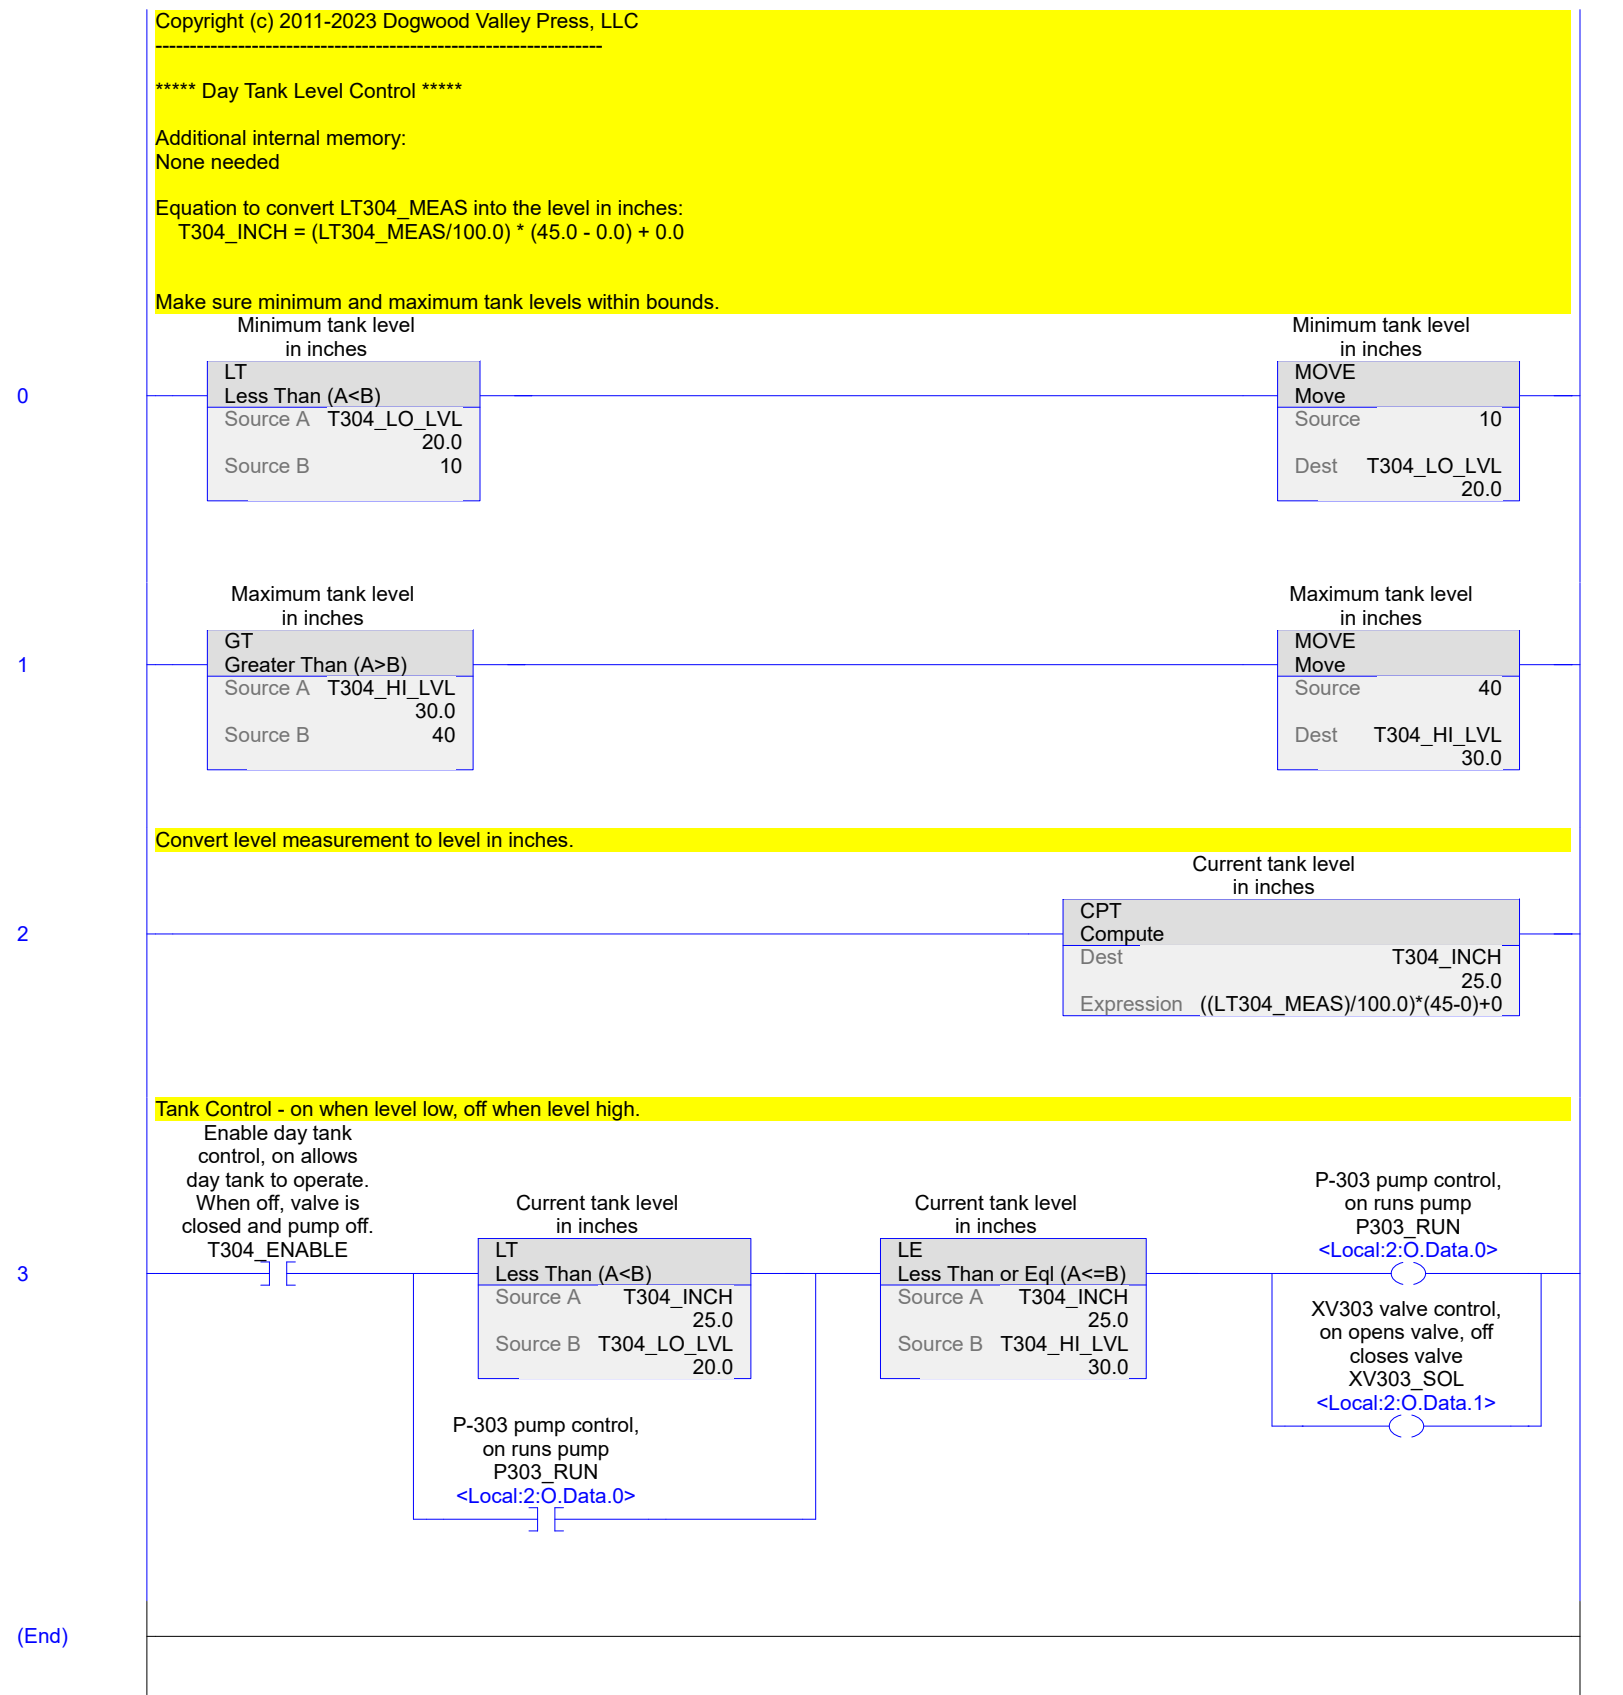 Copyright (c) 2011-2023 Dogwood Valley Press, LLC
-----------------------------------------------------------------
***** Day Tank Level Control *****
Additional internal memory:
None needed
Equation to convert LT304_MEAS into the level in inches:
T304_INCH = (LT304_MEAS/100.0) * (45.0 - 0.0) + 0.0
Make sure minimum and maximum tank levels within bounds.
0
Minimum tank level
in inches
LT
Less Than (A<B)
Source A T304_LO_LVL
20.0
Source B 10
Minimum tank level
in inches
MOVE
Move
Source 10
Dest T304_LO_LVL
20.0
1
Maximum tank level
in inches
GT
Greater Than (A>B)
Source A T304_HI_LVL
30.0
Source B 40
Maximum tank level
in inches
MOVE
Move
Source 40
Dest T304_HI_LVL
30.0
Convert level measurement to level in inches.
2
Current tank level
in inches
CPT
Compute
Dest T304_INCH
25.0
Expression ((LT304_MEAS)/100.0)*(45-0)+0
Tank Control - on when level low, off when level high.
3
Enable day tank
control, on allows
day tank to operate.
When off, valve is
closed and pump off.
T304_ENABLE
Current tank level
in inches
LT
Less Than (A<B)
Source A T304_INCH
25.0
Source B T304_LO_LVL
20.0
P-303 pump control,
on runs pump
P303_RUN
<Local:2:O.Data.0>
Current tank level
in inches
LE
Less Than or Eql (A<=B)
Source A T304_INCH
25.0
Source B T304_HI_LVL
30.0
P-303 pump control,
on runs pump
P303_RUN
<Local:2:O.Data.0>
XV303 valve control,
on opens valve, off
closes valve
XV303_SOL
<Local:2:O.Data.1>
(End)